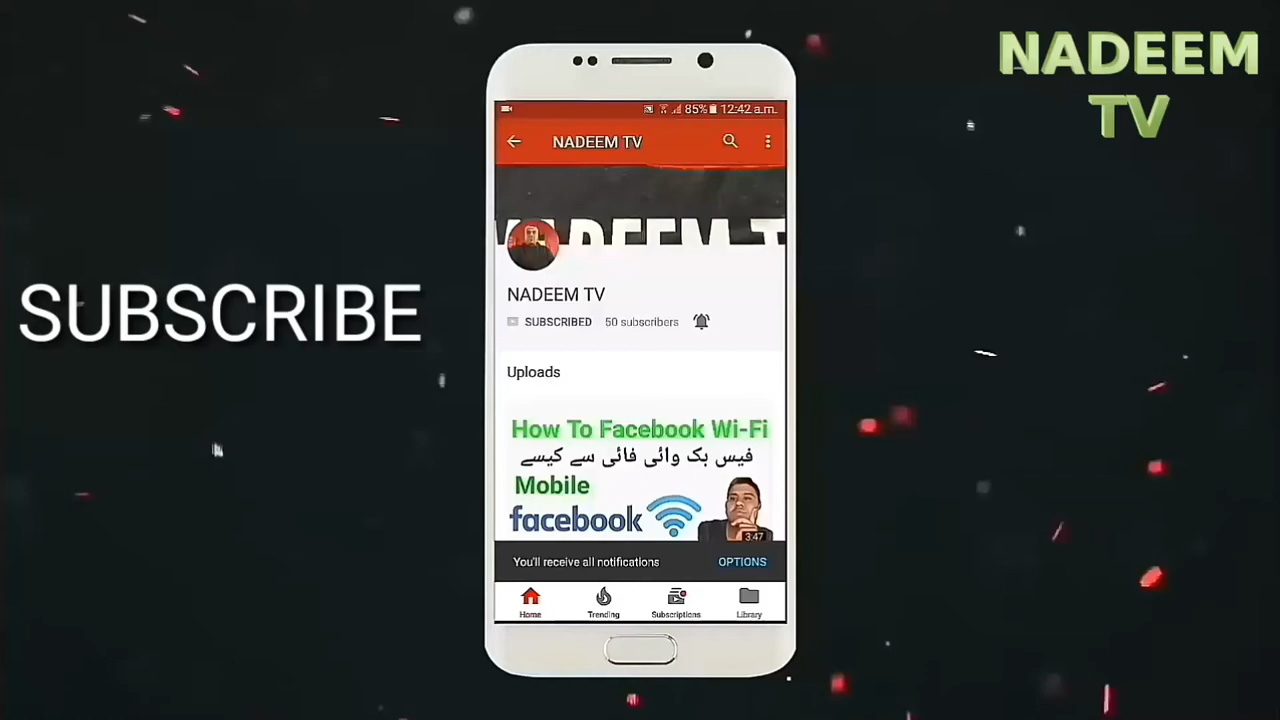 NADEEM
TV
SUBSCRIBE
85% 12:42 a.m.
NADEEM TV
NADEEM TV
NADEEM TV
SUBSCRIBED 50 subscribers
Uploads
How To Facebook Wi-Fi
فیس بک وائی فائی سے کیسے
Mobile
facebook
3:47
You'll receive all notifications OPTIONS
Home Trending Subscriptions Library